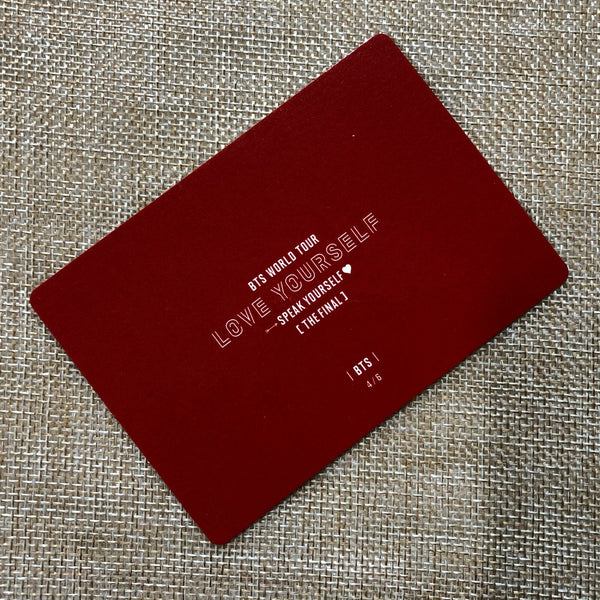 BTS WORLD TOUR
LOVE YOURSELF
SPEAK YOURSELF
[ THE FINAL ]
| BTS |
4/6